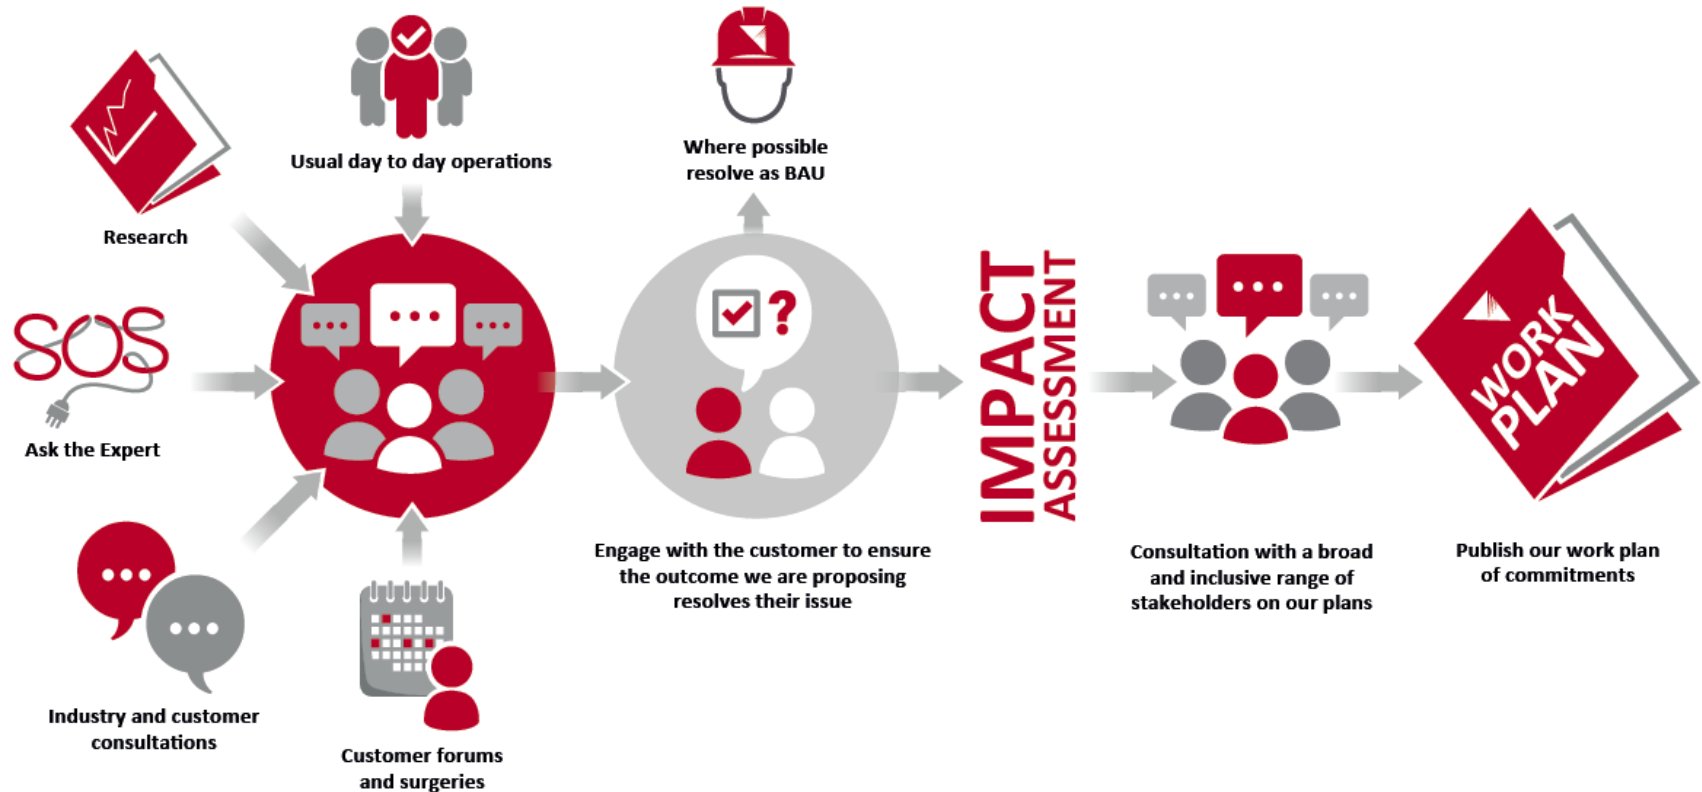 Usual day to day operations
Where possible
resolve as BAU
Research
SOS
Ask the Expert
Industry and customer
consultations
Customer forums
and surgeries
Engage with the customer to ensure
the outcome we are proposing
resolves their issue
?
IMPACT
ASSESSMENT
Consultation with a broad
and inclusive range of
stakeholders on our plans
WORK
PLAN
Publish our work plan
of commitments